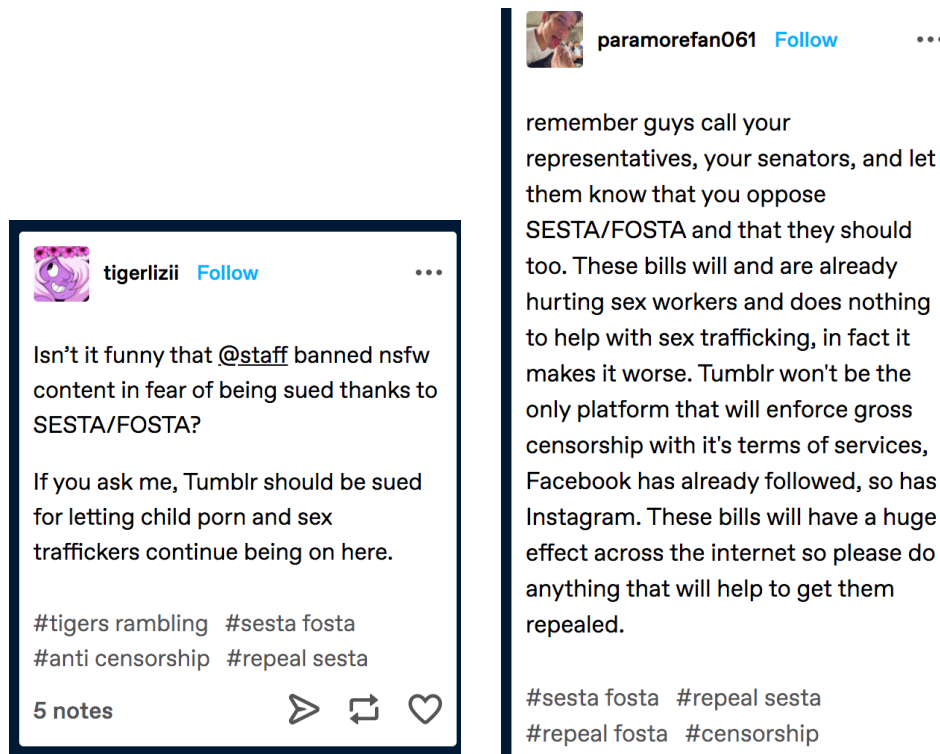 tigerlizii Follow
Isn’t it funny that @staff banned nsfw
content in fear of being sued thanks to
SESTA/FOSTA?
If you ask me, Tumblr should be sued
for letting child porn and sex
traffickers continue being on here.
#tigers rambling #sesta fosta
#anti censorship #repeal sesta
5 notes
paramorefan061 Follow
remember guys call your
representatives, your senators, and let
them know that you oppose
SESTA/FOSTA and that they should
too. These bills will and are already
hurting sex workers and does nothing
to help with sex trafficking, in fact it
makes it worse. Tumblr won't be the
only platform that will enforce gross
censorship with it's terms of services,
Facebook has already followed, so has
Instagram. These bills will have a huge
effect across the internet so please do
anything that will help to get them
repealed.
#sesta fosta #repeal sesta
#repeal fosta #censorship